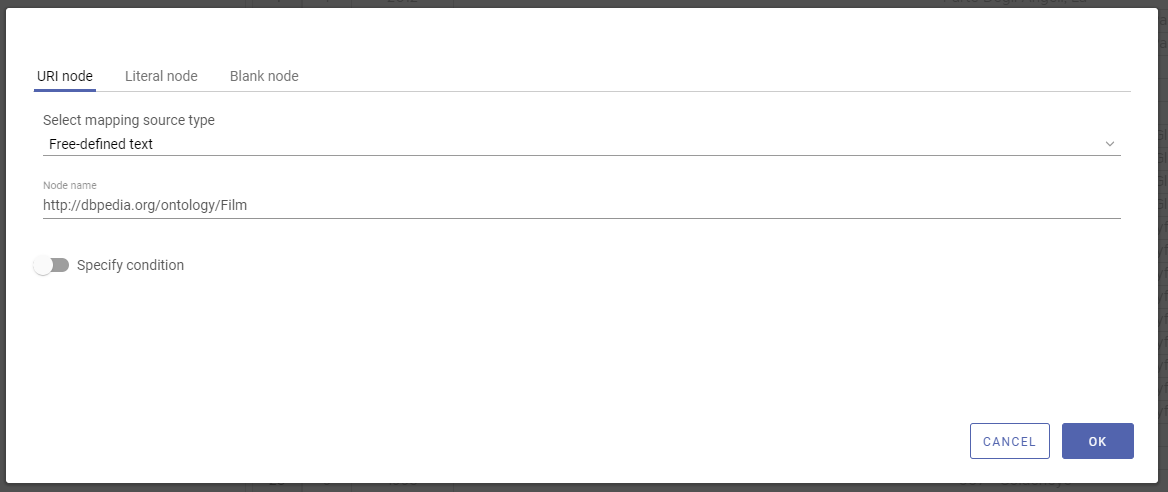 URI node Literal node Blank node
Select mapping source type
Free-defined text
Node name
http://dbpedia.org/ontology/Film
Specify condition
CANCEL OK